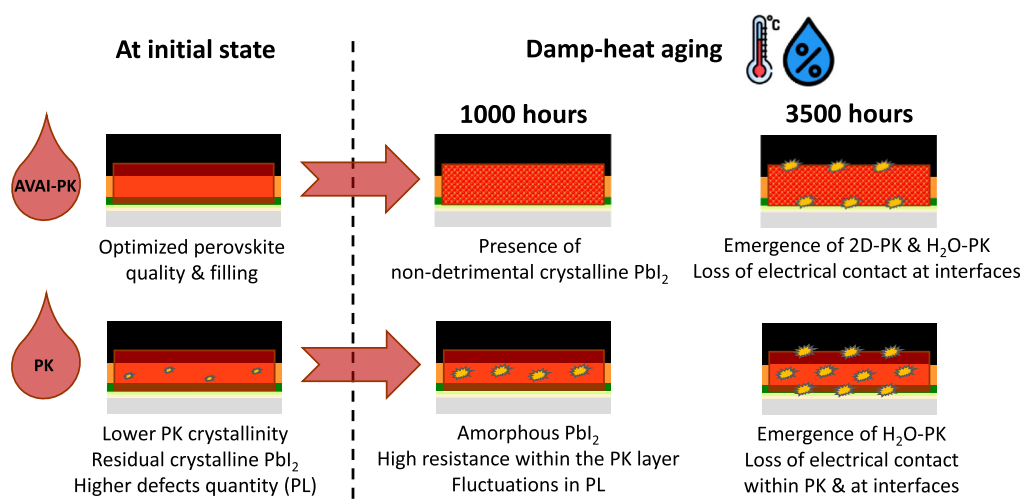 At initial state
Damp-heat aging
°C
%
1000 hours
3500 hours
AVAI-PK
Optimized perovskite
quality & filling
Presence of
non-detrimental crystalline PbI₂
Emergence of 2D-PK & H₂O-PK
Loss of electrical contact at interfaces
PK
Lower PK crystallinity
Residual crystalline PbI₂
Higher defects quantity (PL)
Amorphous PbI₂
High resistance within the PK layer
Fluctuations in PL
Emergence of H₂O-PK
Loss of electrical contact
within PK & at interfaces